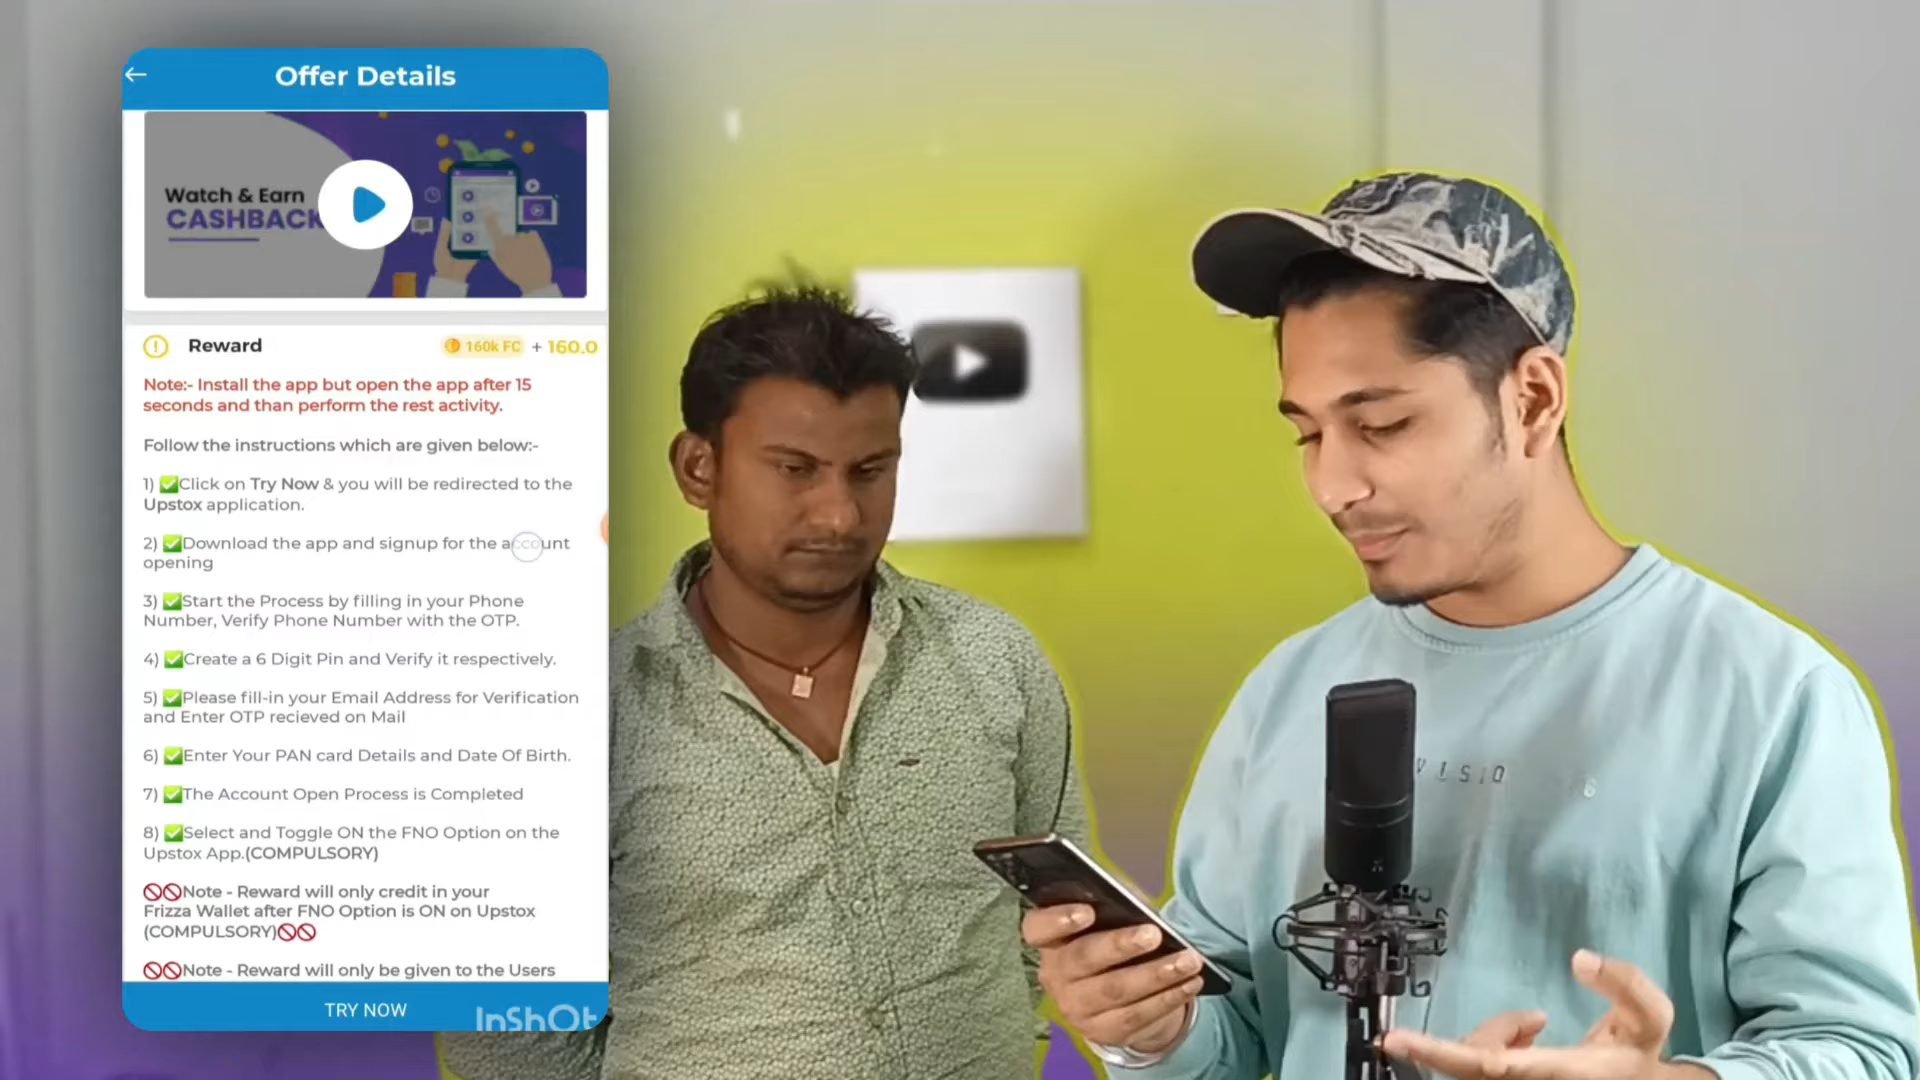 Offer Details
Watch & Earn
CASHBACK
Reward
160k FC + 160.0
Note:- Install the app but open the app after 15
seconds and than perform the rest activity.
Follow the instructions which are given below:-
1) ✅Click on Try Now & you will be redirected to the
Upstox application.
2) ✅Download the app and signup for the account
opening
3) ✅Start the Process by filling in your Phone
Number, Verify Phone Number with the OTP.
4) ✅Create a 6 Digit Pin and Verify it respectively.
5) ✅Please fill-in your Email Address for Verification
and Enter OTP recieved on Mail
6) ✅Enter Your PAN card Details and Date Of Birth.
7) ✅The Account Open Process is Completed
8) ✅Select and Toggle ON the FNO Option on the
Upstox App.(COMPULSORY)
🚫🚫Note - Reward will only credit in your
Frizza Wallet after FNO Option is ON on Upstox
(COMPULSORY)🚫🚫
🚫🚫Note - Reward will only be given to the Users
TRY NOW
InShOt